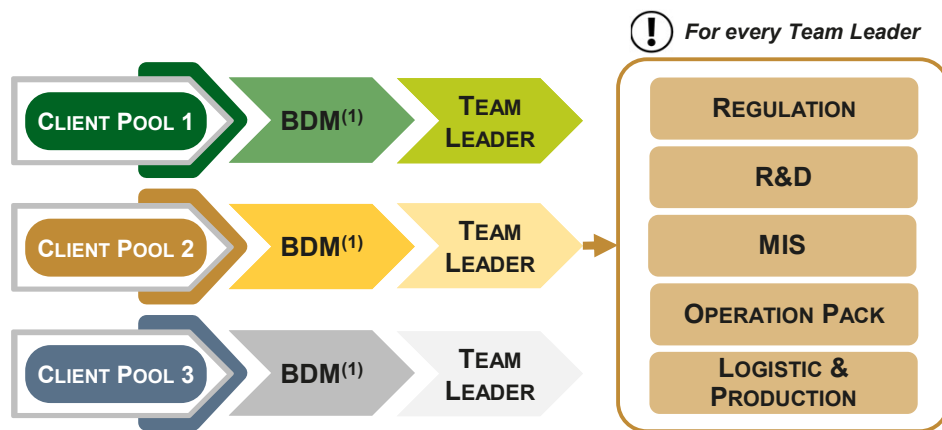 ! For every Team Leader
CLIENT POOL 1
BDM(1)
TEAM
LEADER
CLIENT POOL 2
BDM(1)
TEAM
LEADER
CLIENT POOL 3
BDM(1)
TEAM
LEADER
REGULATION
R&D
MIS
OPERATION PACK
LOGISTIC &
PRODUCTION